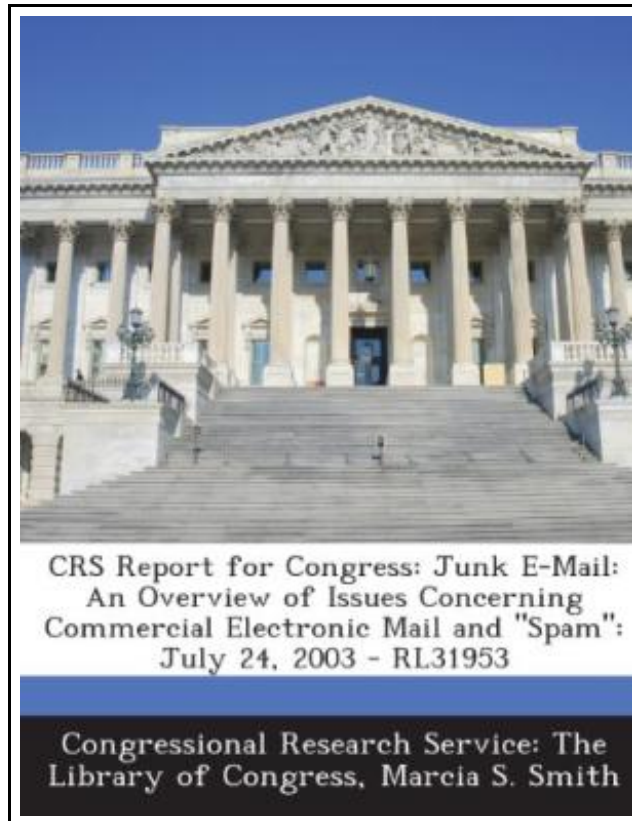 CRS Report for Congress: Junk E-Mail:
An Overview of Issues Concerning
Commercial Electronic Mail and "Spam":
July 24, 2003 - RL31953
Congressional Research Service: The
Library of Congress, Marcia S. Smith